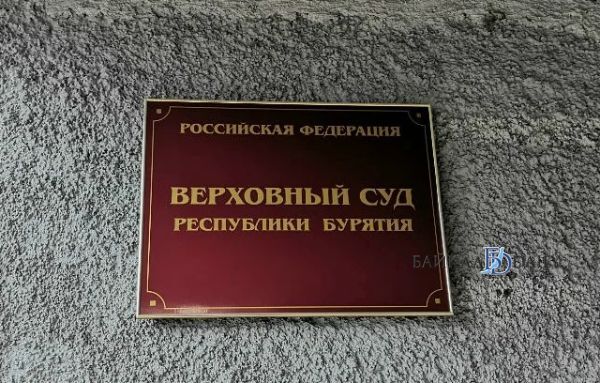 РОССИЙСКАЯ ФЕДЕРАЦИЯ
ВЕРХОВНЫЙ СУД
РЕСПУБЛИКИ БУРЯТИЯ